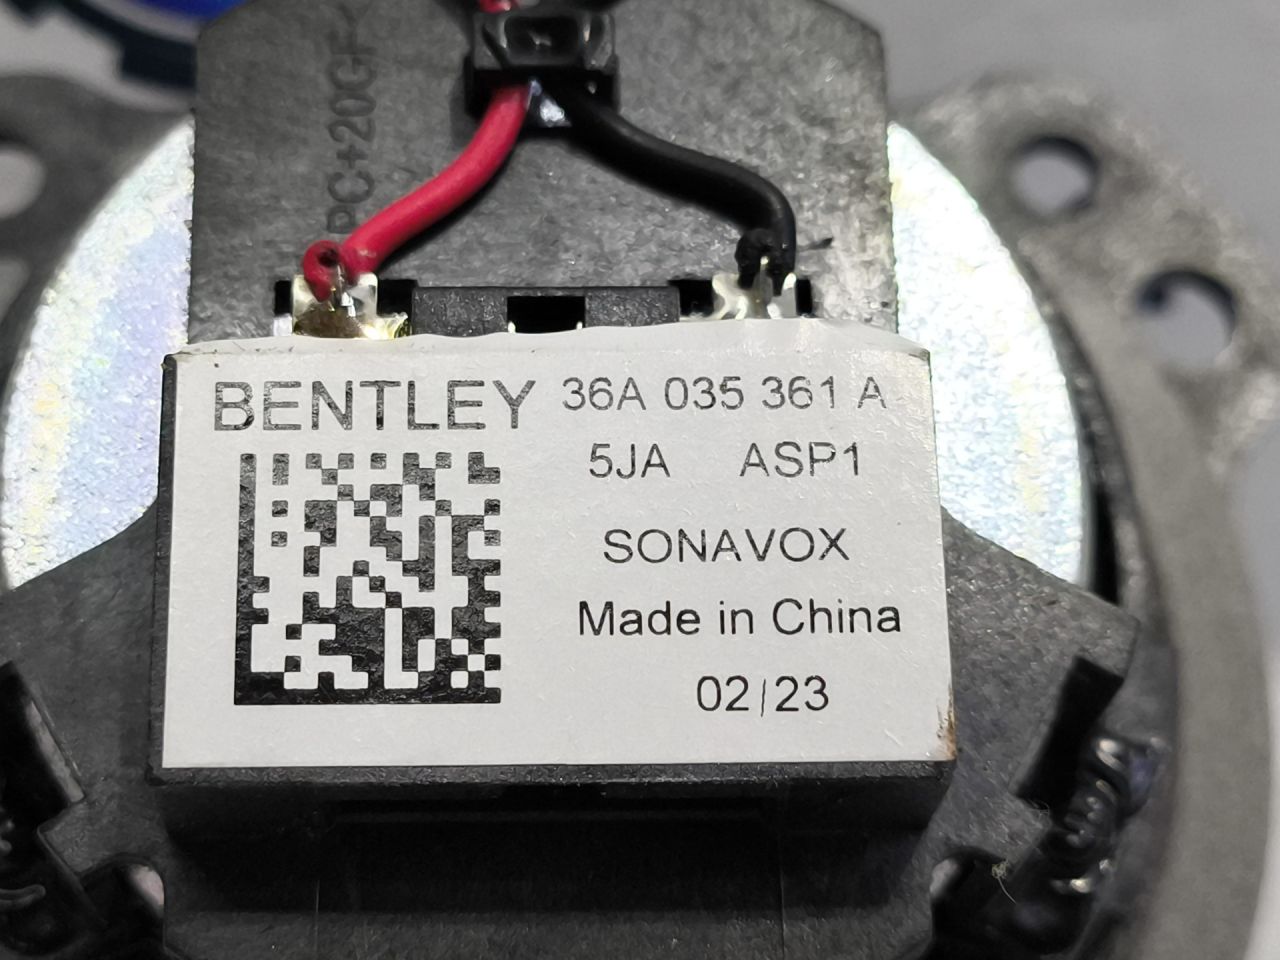 PC+20GF
BENTLEY 36A 035 361 A
5JA ASP1
SONAVOX
Made in China
02/23